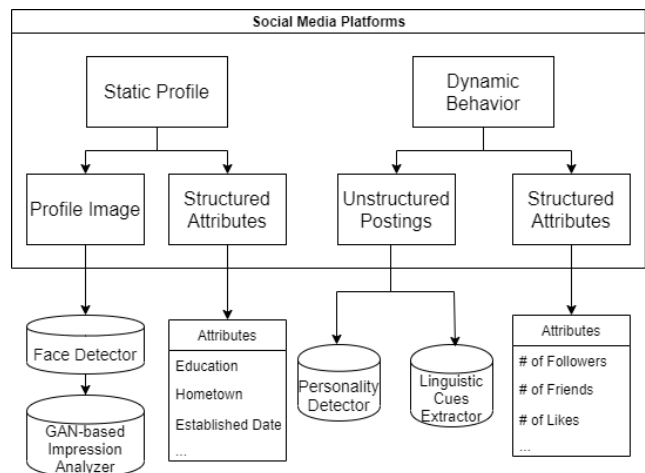 Social Media Platforms
Static Profile
Dynamic
Behavior
Profile Image
Structured
Attributes
Unstructured
Postings
Structured
Attributes
Face Detector
GAN-based
Impression
Analyzer
Attributes
Education
Hometown
Established Date
...
Personality
Detector
Linguistic
Cues
Extractor
Attributes
# of Followers
# of Friends
# of Likes
...